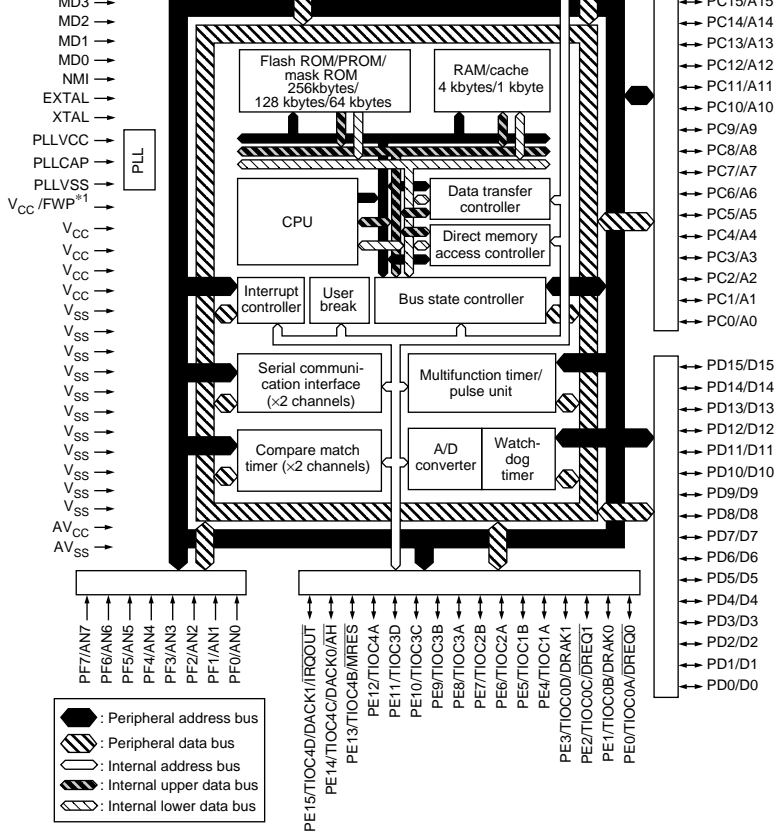 MD3
MD2
MD1
MD0
NMI
EXTAL
XTAL
PLLVCC
PLLCAP
PLLVSS
VCC/FWP*1
VCC
VCC
VCC
VCC
VSS
VSS
VSS
VSS
VSS
VSS
VSS
VSS
VSS
VSS
VSS
AVCC
AVSS
PLL
Flash ROM/PROM/
mask ROM
256kbytes/
128 kbytes/64 kbytes
RAM/cache
4 kbytes/1 kbyte
CPU
Data transfer
controller
Direct memory
access controller
Interrupt
controller
User
break
Bus state controller
Serial communi-
cation interface
(×2 channels)
Multifunction timer/
pulse unit
Compare match
timer (×2 channels)
A/D
converter
Watch-
dog
timer
PC15/A15
PC14/A14
PC13/A13
PC12/A12
PC11/A11
PC10/A10
PC9/A9
PC8/A8
PC7/A7
PC6/A6
PC5/A5
PC4/A4
PC3/A3
PC2/A2
PC1/A1
PC0/A0
PD15/D15
PD14/D14
PD13/D13
PD12/D12
PD11/D11
PD10/D10
PD9/D9
PD8/D8
PD7/D7
PD6/D6
PD5/D5
PD4/D4
PD3/D3
PD2/D2
PD1/D1
PD0/D0
PF7/AN7
PF6/AN6
PF5/AN5
PF4/AN4
PF3/AN3
PF2/AN2
PF1/AN1
PF0/AN0
PE15/TIOC4D/DACK1/IRQOUT
PE14/TIOC4C/DACK0/AH
PE13/TIOC4B/MRES
PE12/TIOC4A
PE11/TIOC3D
PE10/TIOC3C
PE9/TIOC3B
PE8/TIOC3A
PE7/TIOC2B
PE6/TIOC2A
PE5/TIOC1B
PE4/TIOC1A
PE3/TIOC0D/DRAK1
PE2/TIOC0C/DREQ1
PE1/TIOC0B/DRAK0
PE0/TIOC0A/DREQ0
: Peripheral address bus
: Peripheral data bus
: Internal address bus
: Internal upper data bus
: Internal lower data bus